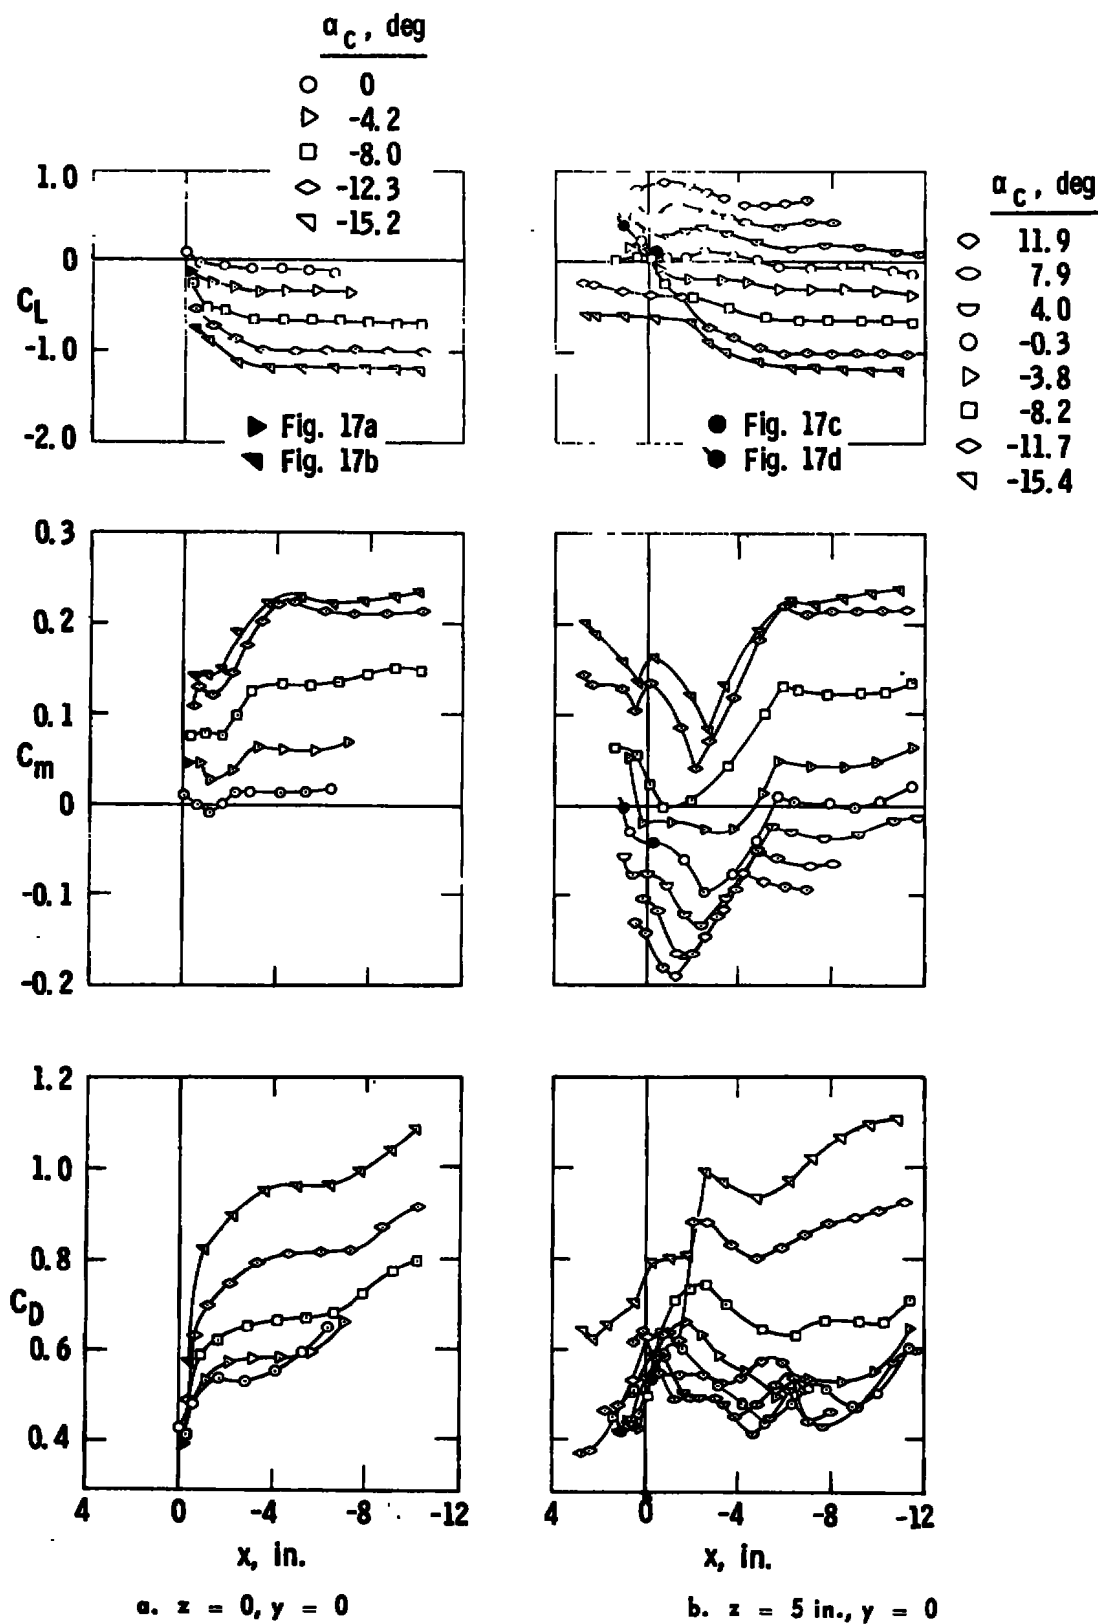 α_C, deg
0
-4.2
-8.0
-12.3
-15.2
α_C, deg
11.9
7.9
4.0
-0.3
-3.8
-8.2
-11.7
-15.4
1.0
0
C_L
-1.0
-2.0
Fig. 17a
Fig. 17b
Fig. 17c
Fig. 17d
0.3
0.2
0.1
C_m
0
-0.1
-0.2
1.2
1.0
0.8
C_D
0.6
0.4
4 0 -4 -8 -12
x, in.
4 0 -4 -8 -12
x, in.
a. z = 0, y = 0
b. z = 5 in., y = 0